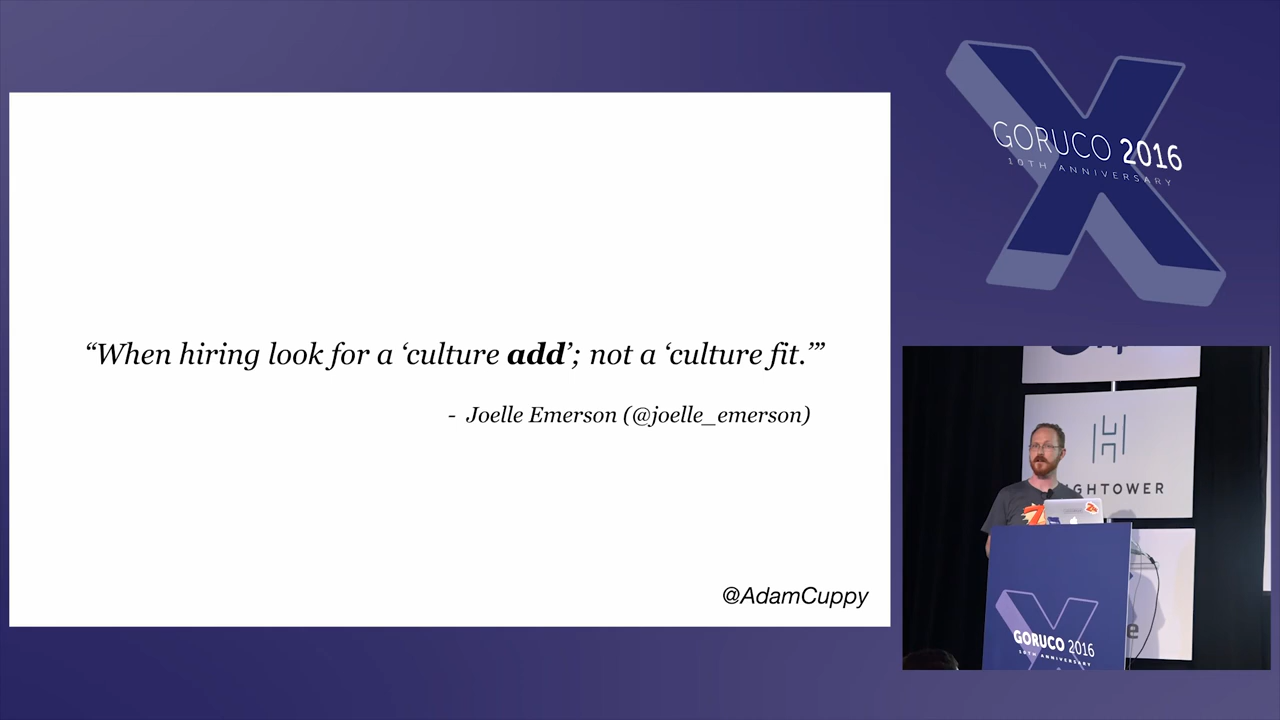 “When hiring look for a ‘culture add’; not a ‘culture fit.’”
- Joelle Emerson (@joelle_emerson)
@AdamCuppy
GORUCO 2016
10TH ANNIVERSARY
GHTOWER
GORUCO 2016
10TH ANNIVERSARY